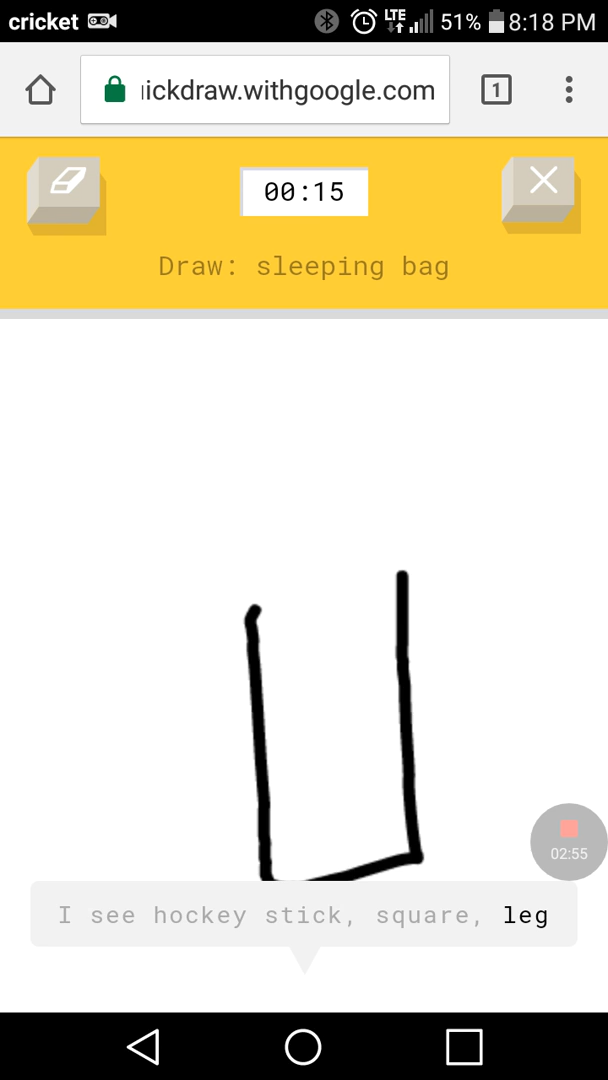 cricket LTE 51% 8:18 PM
ickdraw.withgoogle.com 1
00:15
Draw: sleeping bag
02:55
I see hockey stick, square, leg